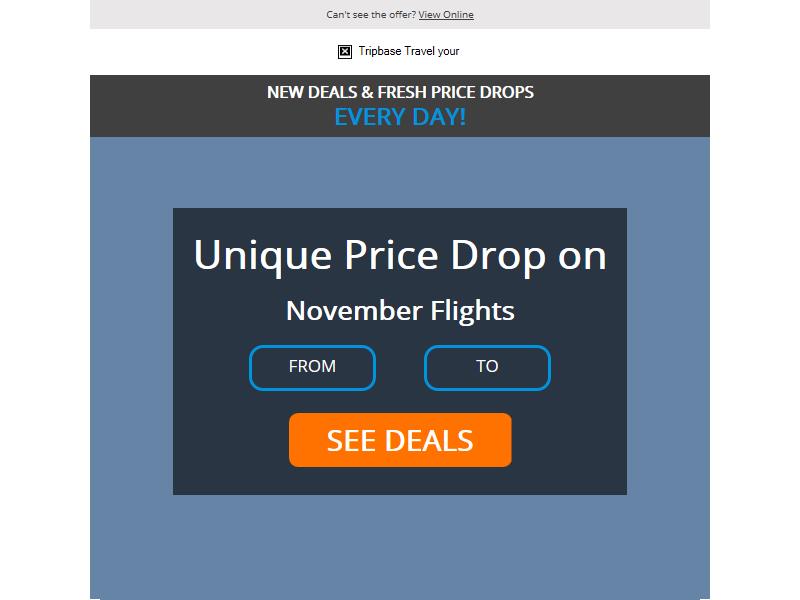 Can't see the offer? View Online
Tripbase Travel your
NEW DEALS & FRESH PRICE DROPS
EVERY DAY!
Unique Price Drop on
November Flights
FROM TO
SEE DEALS